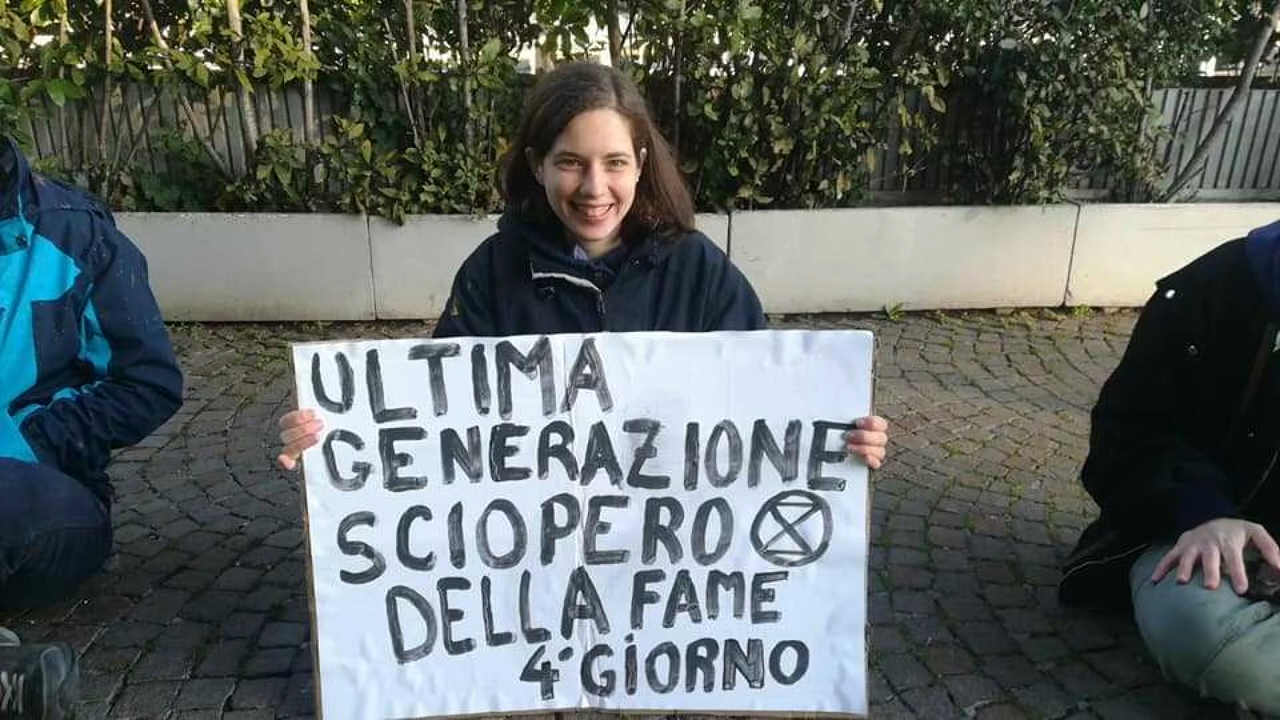 ULTIMA
GENERAZIONE
SCIOPERO
DELLA FAME
4° GIORNO